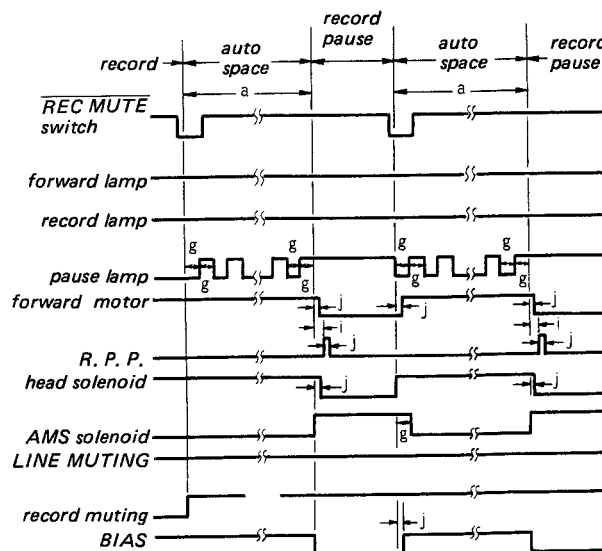 record
auto
space
record
pause
auto
space
record
pause
a
a
REC MUTE
switch
forward lamp
record lamp
g
g
g
g
pause lamp
g
g
g
g
forward motor
j
j
j
i
i
R. P. P.
j
j
head solenoid
j
j
AMS solenoid
g
LINE MUTING
record muting
j
BIAS